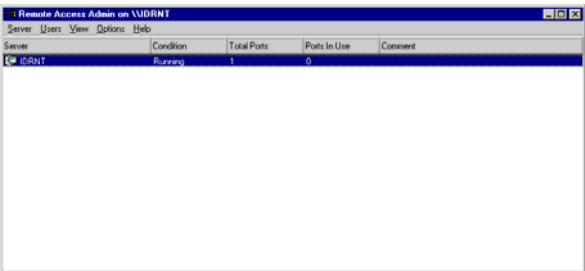 Remote Access Admin on \\IDRNT
Server Users View Options Help
Server Condition Total Ports Ports In Use Comment
IDRNT Running 1 0